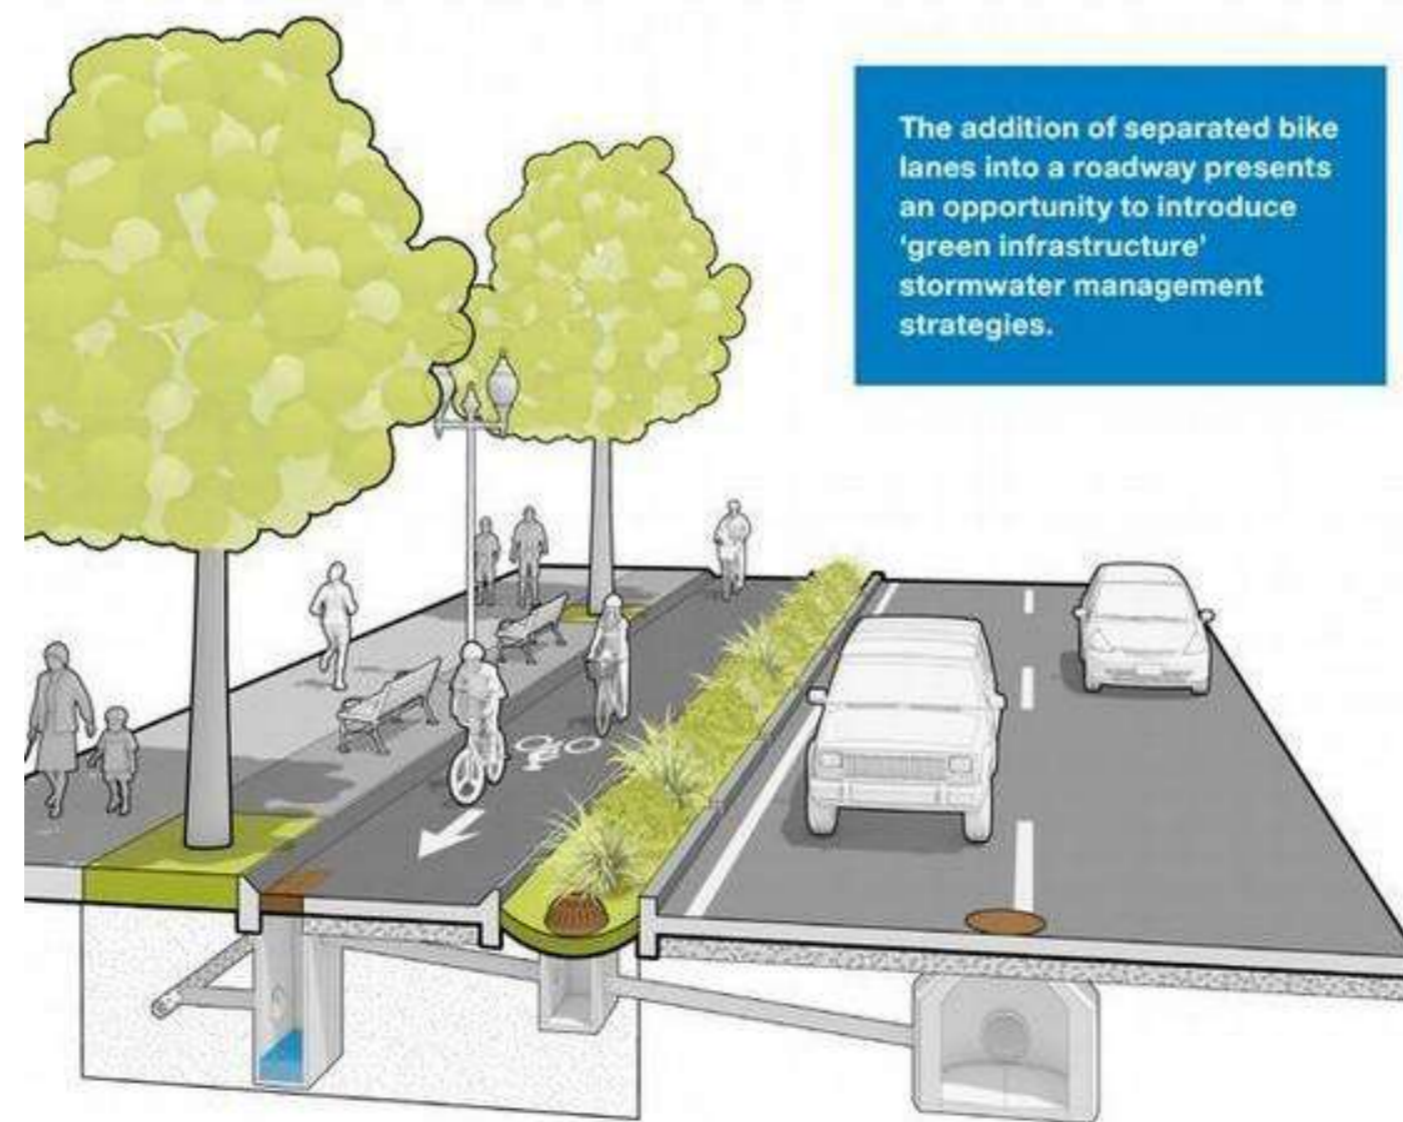 The addition of separated bike
lanes into a roadway presents
an opportunity to introduce
‘green infrastructure’
stormwater management
strategies.